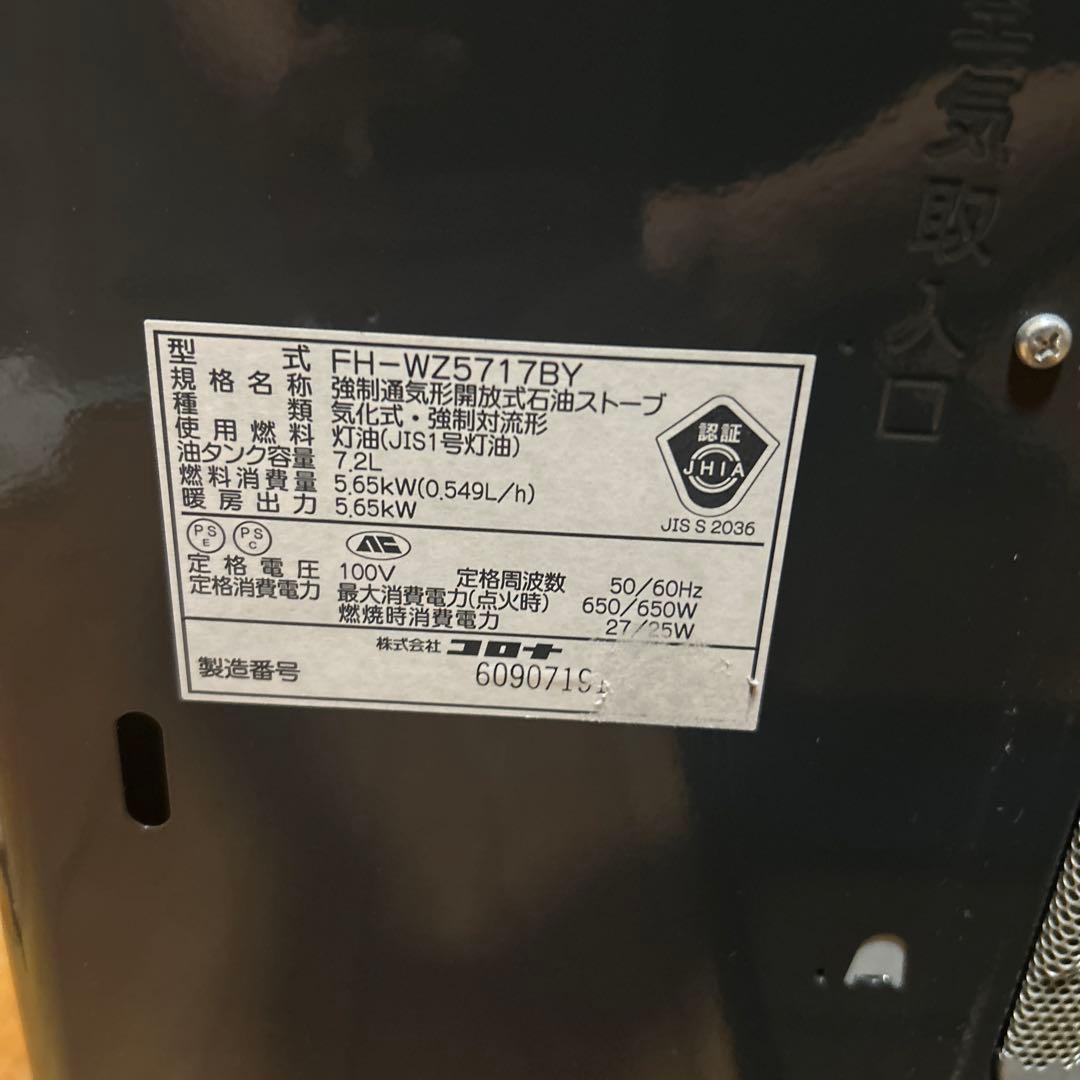 空気取入口
型式 FH-WZ5717BY
規格名称 強制通気形開放式石油ストーブ
種類 気化式・強制対流形
使用燃料 灯油(JIS1号灯油)
油タンク容量 7.2L
燃料消費量 5.65kW(0.549L/h)
暖房出力 5.65kW
認証
JHIA
JIS S 2036
PS E PS C
定格電圧 100V 定格周波数 50/60Hz
定格消費電力 最大消費電力(点火時) 650/650W
燃焼時消費電力 27/25W
株式会社 コロナ
製造番号 6090719